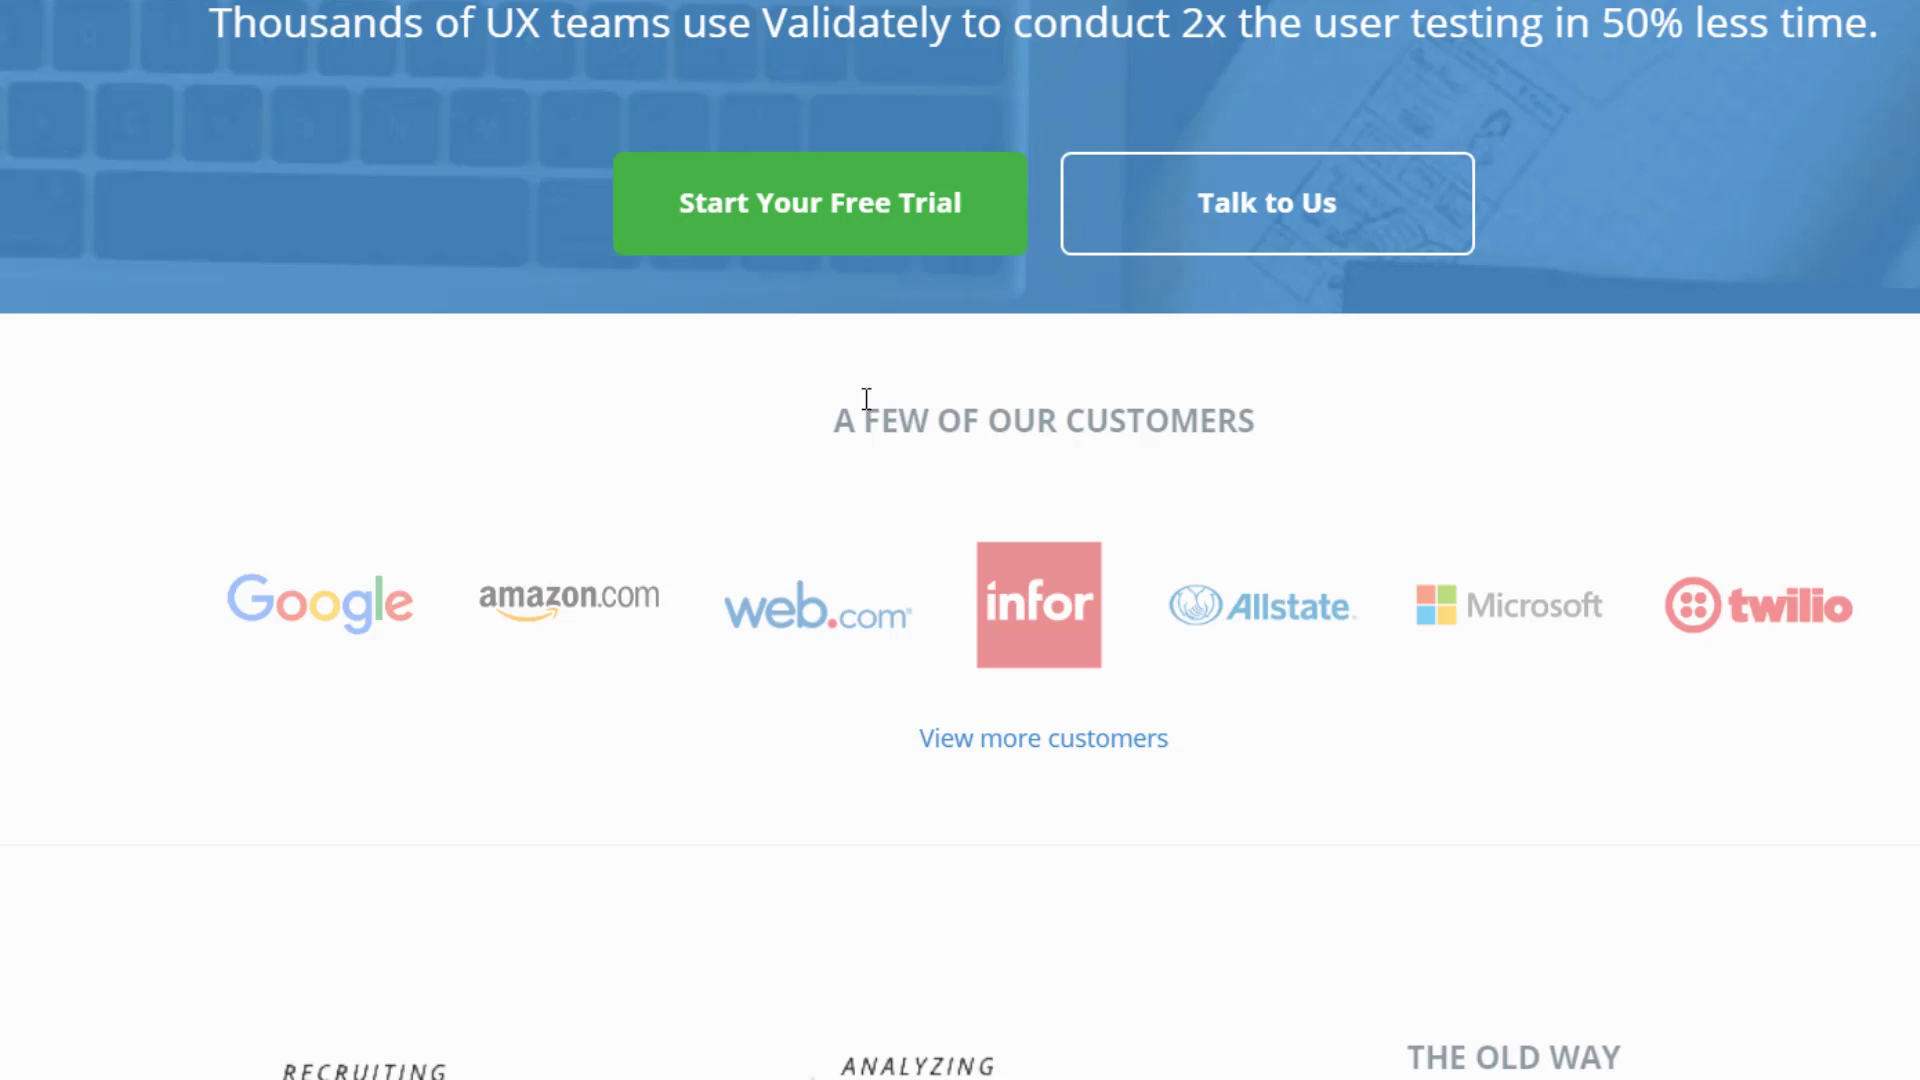 Thousands of UX teams use Validately to conduct 2x the user testing in 50% less time.
Start Your Free Trial
Talk to Us
A FEW OF OUR CUSTOMERS
Google
amazon.com
web.com
infor
Allstate.
Microsoft
twilio
View more customers
RECRUITING
ANALYZING
THE OLD WAY